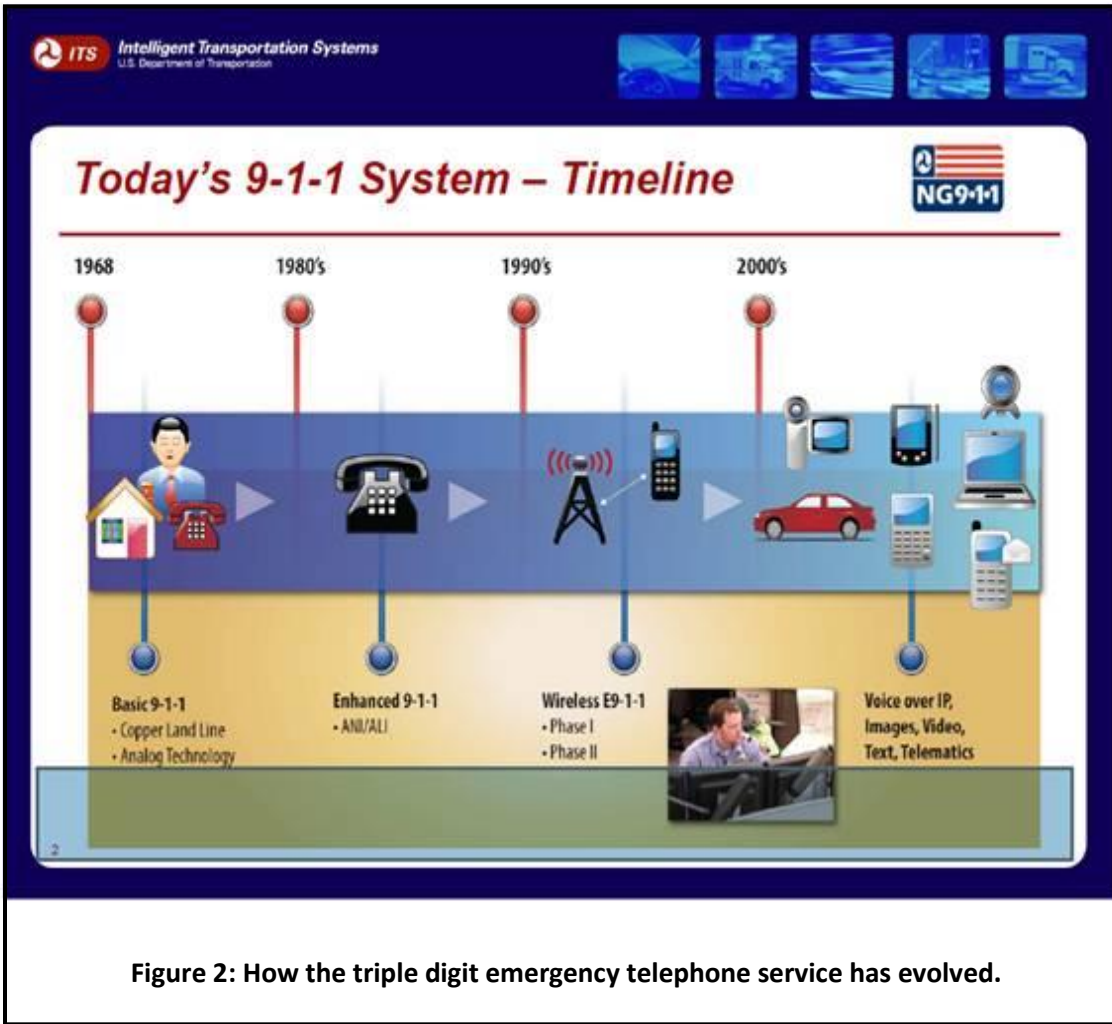 ITS
Intelligent Transportation Systems
U.S. Department of Transportation
Today's 9-1-1 System – Timeline
NG9·1·1
1968
1980's
1990's
2000's
Basic 9-1-1
• Copper Land Line
• Analog Technology
Enhanced 9-1-1
• ANI/ALI
Wireless E9-1-1
• Phase I
• Phase II
Voice over IP,
Images, Video,
Text, Telematics
2
Figure 2: How the triple digit emergency telephone service has evolved.